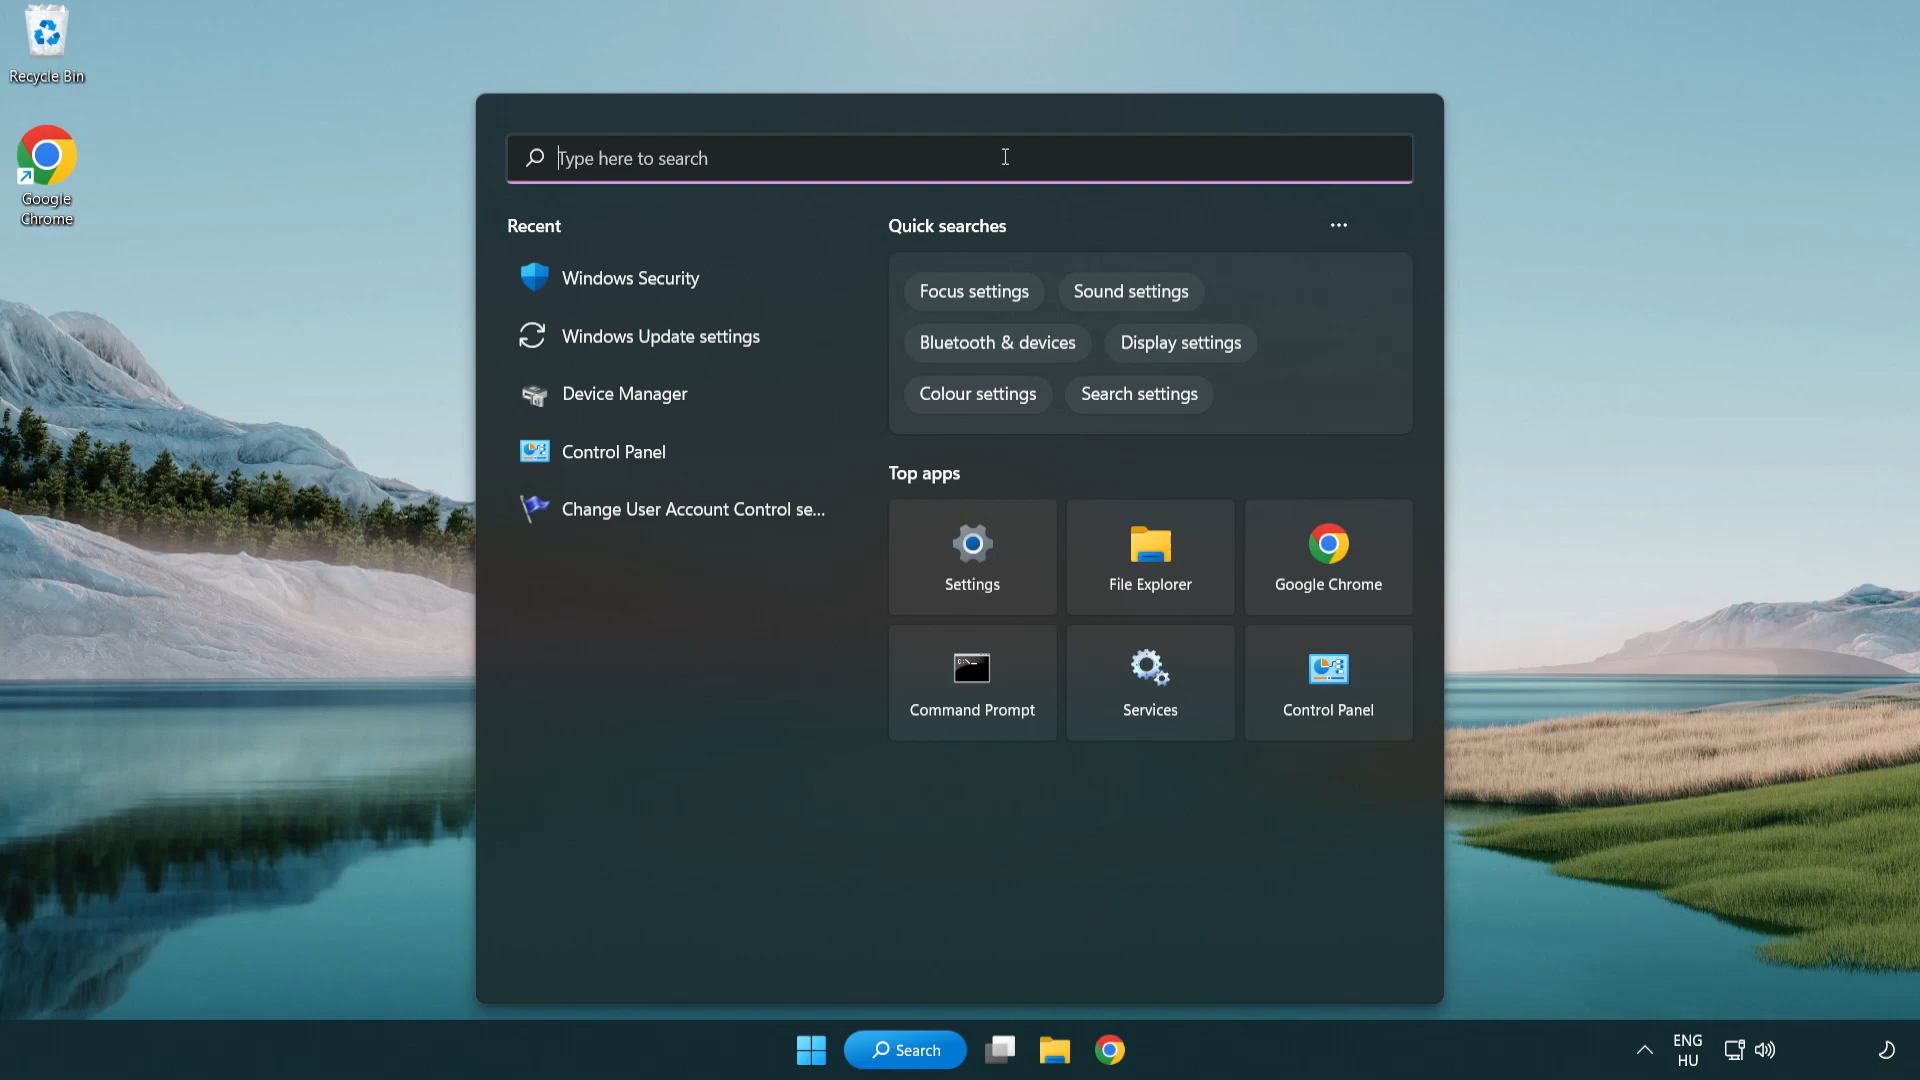 Recycle Bin
Google
Chrome
Type here to search
Recent
Windows Security
Windows Update settings
Device Manager
Control Panel
Change User Account Control se...
Quick searches
Focus settings
Sound settings
Bluetooth & devices
Display settings
Colour settings
Search settings
Top apps
Settings
File Explorer
Google Chrome
Command Prompt
Services
Control Panel
Search
ENG
HU